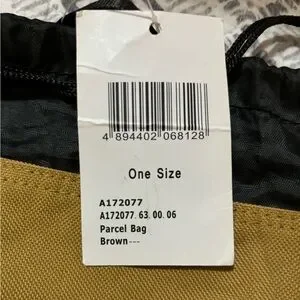 4 894402 068128
One Size
A172077
A172077. 63. 00. 06
Parcel Bag
Brown---